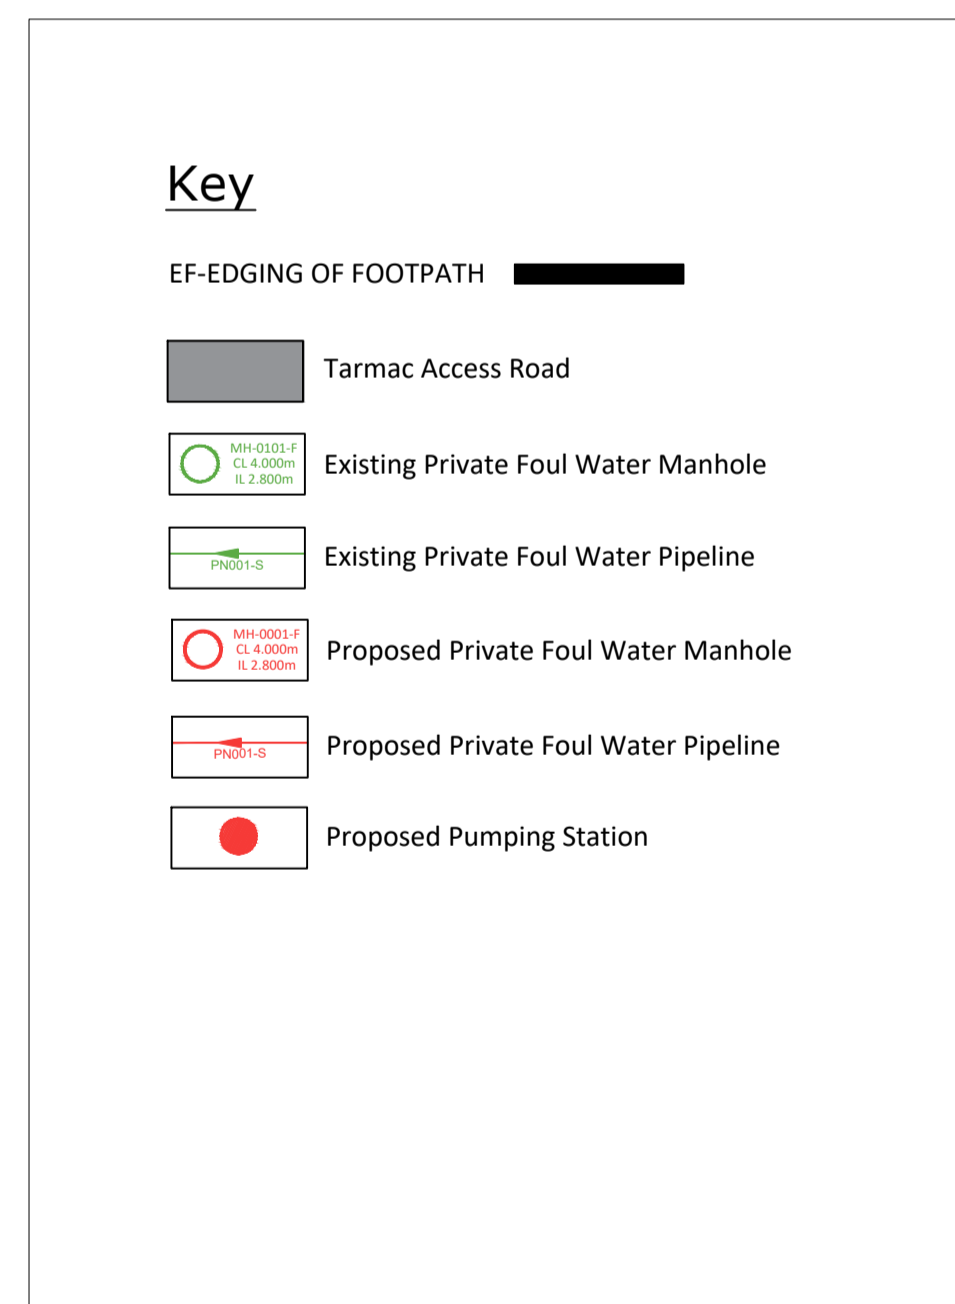 Key
EF-EDGING OF FOOTPATH
Tarmac Access Road
MH-0101-F
CL 4.000m
IL 2.800m
Existing Private Foul Water Manhole
PN001-S
Existing Private Foul Water Pipeline
MH-0001-F
CL 4.000m
IL 2.800m
Proposed Private Foul Water Manhole
PN001-S
Proposed Private Foul Water Pipeline
Proposed Pumping Station